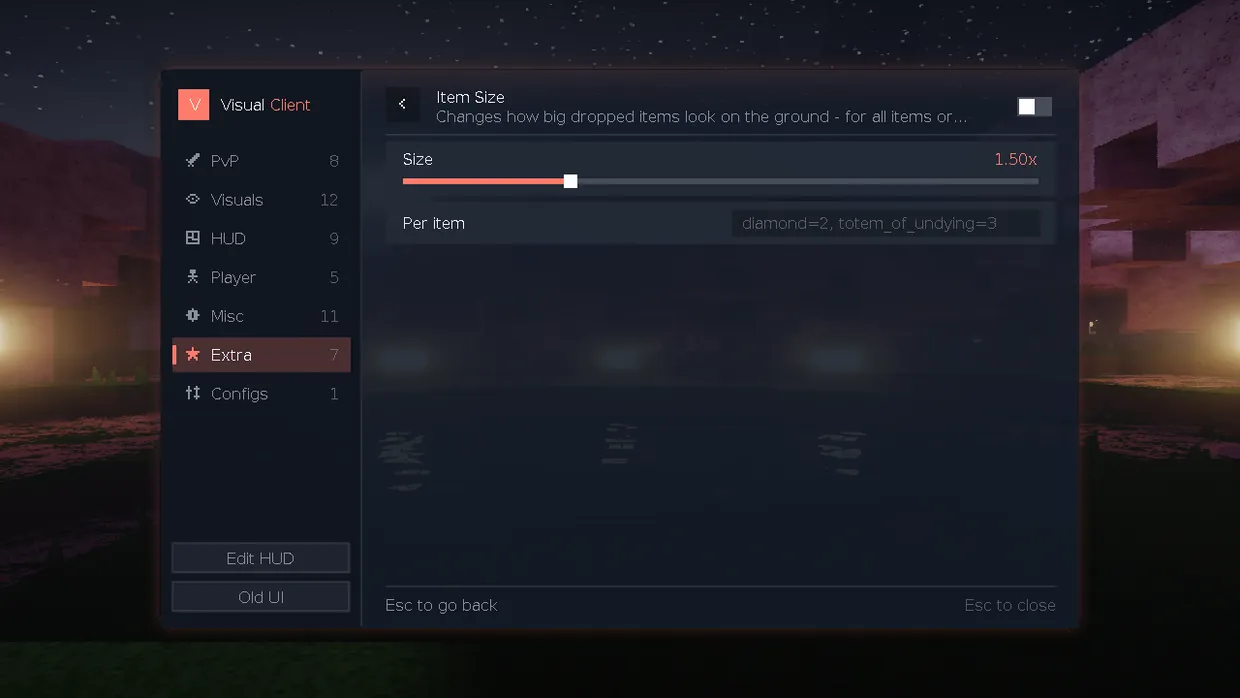 V Visual Client
PvP 8
Visuals 12
HUD 9
Player 5
Misc 11
Extra 7
Configs 1
Edit HUD
Old UI
Item Size
Changes how big dropped items look on the ground - for all items or...
Size 1.50x
Per item diamond=2, totem_of_undying=3
Esc to go back
Esc to close